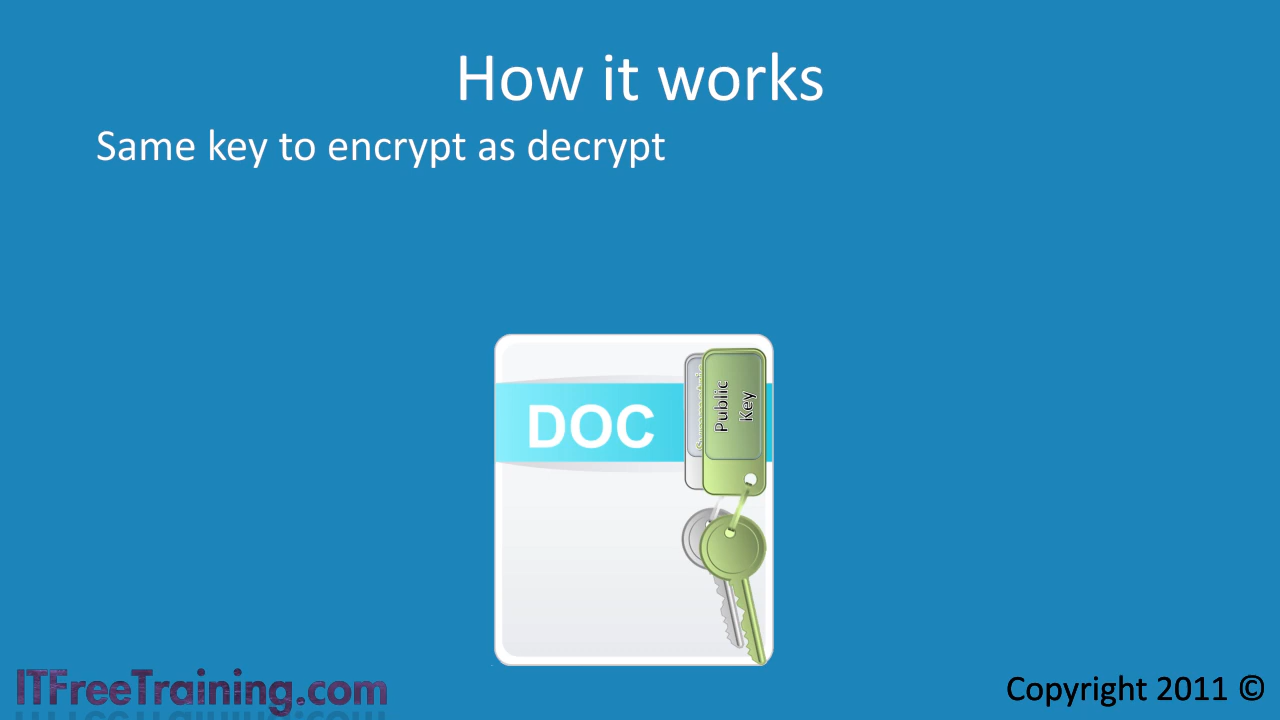 How it works
Same key to encrypt as decrypt
DOC
Public
Key
ITFreeTraining.com
Copyright 2011 ©